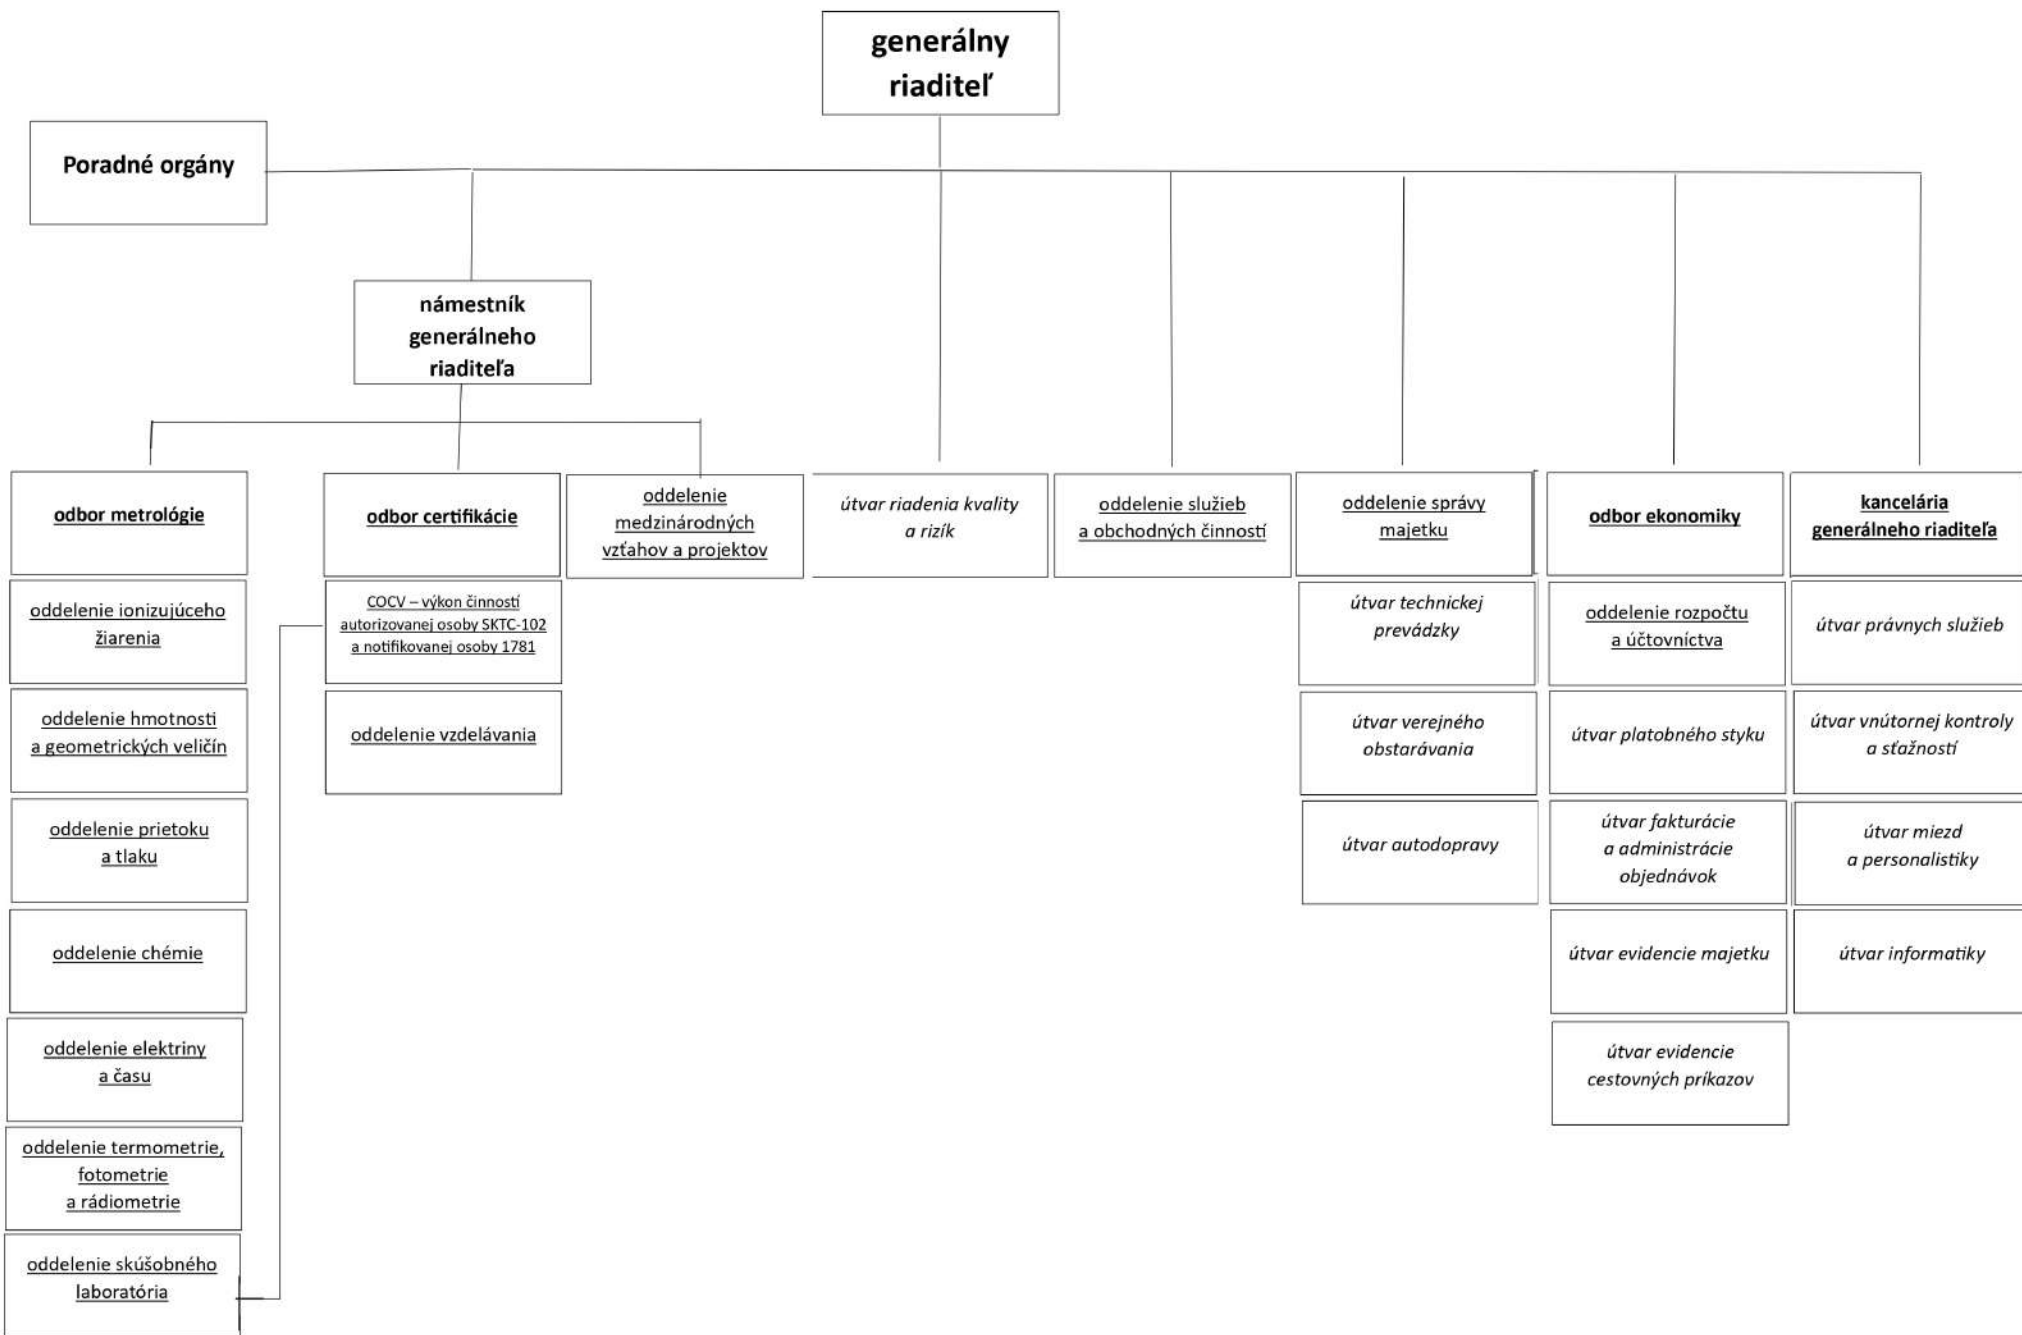 generálny
riaditeľ
Poradné orgány
námestník
generálneho
riaditeľa
odbor metrológie
oddelenie ionizujúceho
žiarenia
oddelenie hmotnosti
a geometrických veličín
oddelenie prietoku
a tlaku
oddelenie chémie
oddelenie elektriny
a času
oddelenie termometrie,
fotometrie
a rádiometrie
oddelenie skúšobného
laboratória
odbor certifikácie
COCV – výkon činností
autorizovanej osoby SKTC-102
a notifikovanej osoby 1781
oddelenie vzdelávania
oddelenie
medzinárodných
vzťahov a projektov
útvar riadenia kvality
a rizík
oddelenie služieb
a obchodných činností
oddelenie správy
majetku
útvar technickej
prevádzky
útvar verejného
obstarávania
útvar autodopravy
odbor ekonomiky
oddelenie rozpočtu
a účtovníctva
útvar platobného styku
útvar fakturácie
a administrácie
objednávok
útvar evidencie majetku
útvar evidencie
cestovných príkazov
kancelária
generálneho riaditeľa
útvar právnych služieb
útvar vnútornej kontroly
a sťažností
útvar miezd
a personalistiky
útvar informatiky